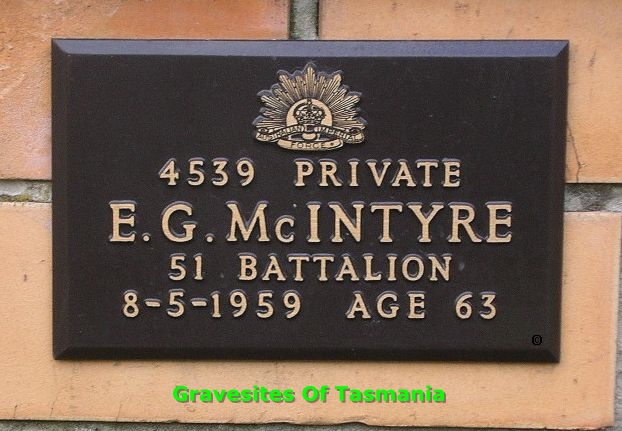 AUSTRALIAN IMPERIAL
FORCE
4539 PRIVATE
E. G. McINTYRE
51 BATTALION
8-5-1959 AGE 63
Gravesites Of Tasmania